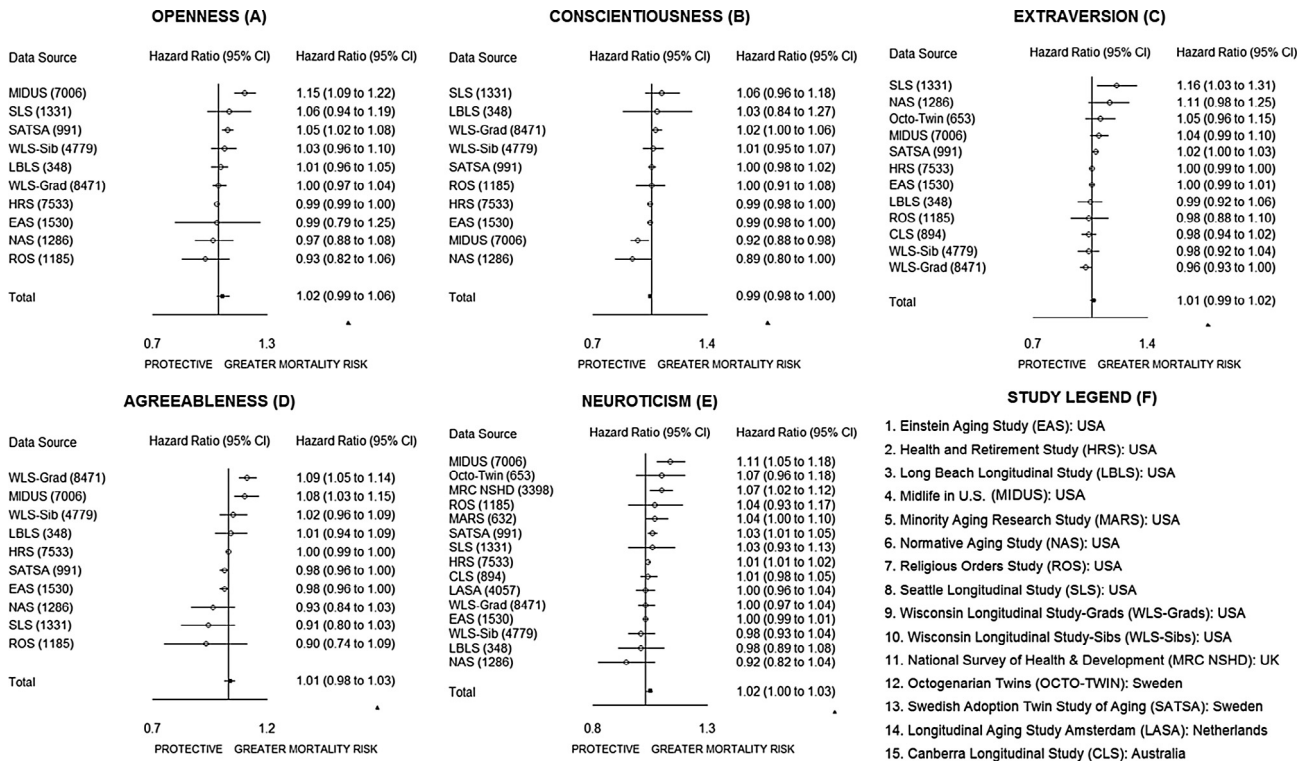 OPENNESS (A)
Data Source Hazard Ratio (95% CI) Hazard Ratio (95% CI)
MIDUS (7006) 1.15 (1.09 to 1.22)
SLS (1331) 1.06 (0.94 to 1.19)
SATSA (991) 1.05 (1.02 to 1.08)
WLS-Sib (4779) 1.03 (0.96 to 1.10)
LBLS (348) 1.01 (0.96 to 1.05)
WLS-Grad (8471) 1.00 (0.97 to 1.04)
HRS (7533) 0.99 (0.99 to 1.00)
EAS (1530) 0.99 (0.79 to 1.25)
NAS (1286) 0.97 (0.88 to 1.08)
ROS (1185) 0.93 (0.82 to 1.06)
Total 1.02 (0.99 to 1.06)
0.7 1.3
PROTECTIVE GREATER MORTALITY RISK
CONSCIENTIOUSNESS (B)
Data Source Hazard Ratio (95% CI) Hazard Ratio (95% CI)
SLS (1331) 1.06 (0.96 to 1.18)
LBLS (348) 1.03 (0.84 to 1.27)
WLS-Grad (8471) 1.02 (1.00 to 1.06)
WLS-Sib (4779) 1.01 (0.95 to 1.07)
SATSA (991) 1.00 (0.98 to 1.02)
ROS (1185) 1.00 (0.91 to 1.08)
HRS (7533) 0.99 (0.98 to 1.00)
EAS (1530) 0.99 (0.98 to 1.00)
MIDUS (7006) 0.92 (0.88 to 0.98)
NAS (1286) 0.89 (0.80 to 1.00)
Total 0.99 (0.98 to 1.00)
0.7 1.4
PROTECTIVE GREATER MORTALITY RISK
EXTRAVERSION (C)
Data Source Hazard Ratio (95% CI) Hazard Ratio (95% CI)
SLS (1331) 1.16 (1.03 to 1.31)
NAS (1286) 1.11 (0.98 to 1.25)
Octo-Twin (653) 1.05 (0.96 to 1.15)
MIDUS (7006) 1.04 (0.99 to 1.10)
SATSA (991) 1.02 (1.00 to 1.03)
HRS (7533) 1.00 (0.99 to 1.00)
EAS (1530) 1.00 (0.99 to 1.01)
LBLS (348) 0.99 (0.92 to 1.06)
ROS (1185) 0.98 (0.88 to 1.10)
CLS (894) 0.98 (0.94 to 1.02)
WLS-Sib (4779) 0.98 (0.92 to 1.04)
WLS-Grad (8471) 0.96 (0.93 to 1.00)
Total 1.01 (0.99 to 1.02)
0.7 1.4
PROTECTIVE GREATER MORTALITY RISK
AGREEABLENESS (D)
Data Source Hazard Ratio (95% CI) Hazard Ratio (95% CI)
WLS-Grad (8471) 1.09 (1.05 to 1.14)
MIDUS (7006) 1.08 (1.03 to 1.15)
WLS-Sib (4779) 1.02 (0.96 to 1.09)
LBLS (348) 1.01 (0.94 to 1.09)
HRS (7533) 1.00 (0.99 to 1.00)
SATSA (991) 0.98 (0.96 to 1.00)
EAS (1530) 0.98 (0.96 to 1.00)
NAS (1286) 0.93 (0.84 to 1.03)
SLS (1331) 0.91 (0.80 to 1.03)
ROS (1185) 0.90 (0.74 to 1.09)
Total 1.01 (0.98 to 1.03)
0.7 1.2
PROTECTIVE GREATER MORTALITY RISK
NEUROTICISM (E)
Data Source Hazard Ratio (95% CI) Hazard Ratio (95% CI)
MIDUS (7006) 1.11 (1.05 to 1.18)
Octo-Twin (653) 1.07 (0.96 to 1.18)
MRC NSHD (3398) 1.07 (1.02 to 1.12)
ROS (1185) 1.04 (0.93 to 1.17)
MARS (632) 1.04 (1.00 to 1.10)
SATSA (991) 1.03 (1.01 to 1.05)
SLS (1331) 1.03 (0.93 to 1.13)
HRS (7533) 1.01 (1.01 to 1.02)
CLS (894) 1.01 (0.98 to 1.05)
LASA (4057) 1.00 (0.96 to 1.04)
WLS-Grad (8471) 1.00 (0.97 to 1.04)
EAS (1530) 1.00 (0.99 to 1.01)
WLS-Sib (4779) 0.98 (0.93 to 1.04)
LBLS (348) 0.98 (0.89 to 1.08)
NAS (1286) 0.92 (0.82 to 1.04)
Total 1.02 (1.00 to 1.03)
0.8 1.3
PROTECTIVE GREATER MORTALITY RISK
STUDY LEGEND (F)
1. Einstein Aging Study (EAS): USA
2. Health and Retirement Study (HRS): USA
3. Long Beach Longitudinal Study (LBLS): USA
4. Midlife in U.S. (MIDUS): USA
5. Minority Aging Research Study (MARS): USA
6. Normative Aging Study (NAS): USA
7. Religious Orders Study (ROS): USA
8. Seattle Longitudinal Study (SLS): USA
9. Wisconsin Longitudinal Study-Grads (WLS-Grads): USA
10. Wisconsin Longitudinal Study-Sibs (WLS-Sibs): USA
11. National Survey of Health & Development (MRC NSHD): UK
12. Octogenarian Twins (OCTO-TWIN): Sweden
13. Swedish Adoption Twin Study of Aging (SATSA): Sweden
14. Longitudinal Aging Study Amsterdam (LASA): Netherlands
15. Canberra Longitudinal Study (CLS): Australia